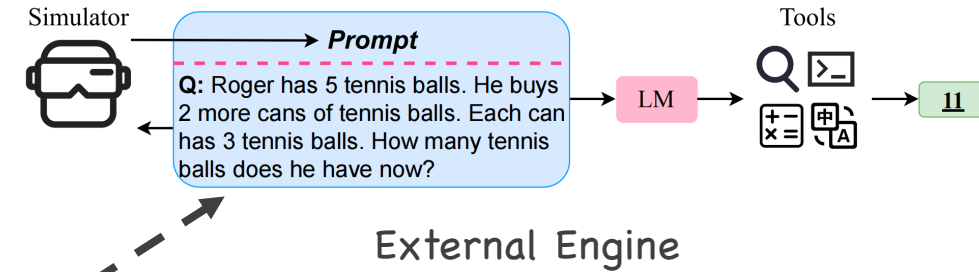 Simulator
Tools
Prompt
Q: Roger has 5 tennis balls. He buys
2 more cans of tennis balls. Each can
has 3 tennis balls. How many tennis
balls does he have now?
LM
>_
+ −
× =
中
A
11
External Engine